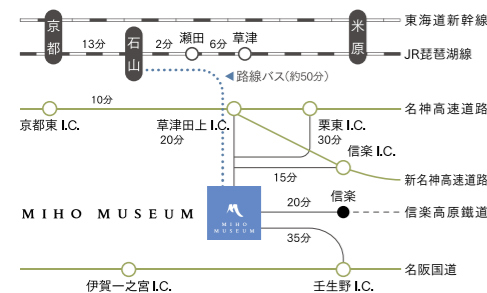 東海道新幹線
京都
石山
米原
13分
2分
瀬田
6分
草津
JR琵琶湖線
路線バス(約50分)
10分
名神高速道路
京都東 I.C.
草津田上 I.C.
20分
栗東 I.C.
30分
信楽 I.C.
15分
新名神高速道路
MIHO MUSEUM
MIHO
MUSEUM
20分
信楽
信楽高原鐵道
35分
名阪国道
伊賀一之宮 I.C.
壬生野 I.C.